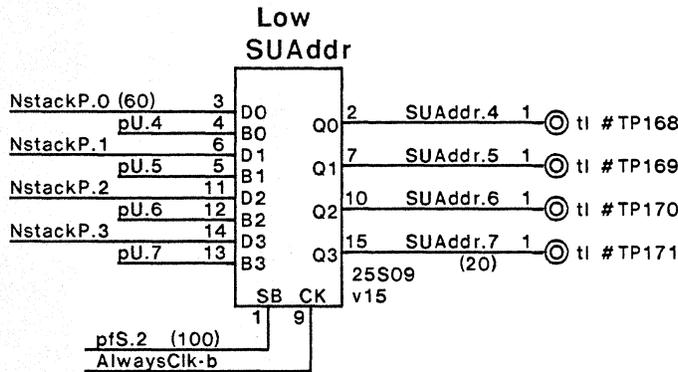 Low
SUAddr
NstackP.0 (60) 3 D0
pU.4 4 B0 Q0 2 SUAddr.4 1 tl #TP168
NstackP.1 6 D1
pU.5 5 B1 Q1 7 SUAddr.5 1 tl #TP169
NstackP.2 11 D2
pU.6 12 B2 Q2 10 SUAddr.6 1 tl #TP170
NstackP.3 14 D3
pU.7 13 B3 Q3 15 SUAddr.7 1 tl #TP171
(20)
25S09
SB CK v15
1 9
pfS.2 (100)
AlwaysClk-b